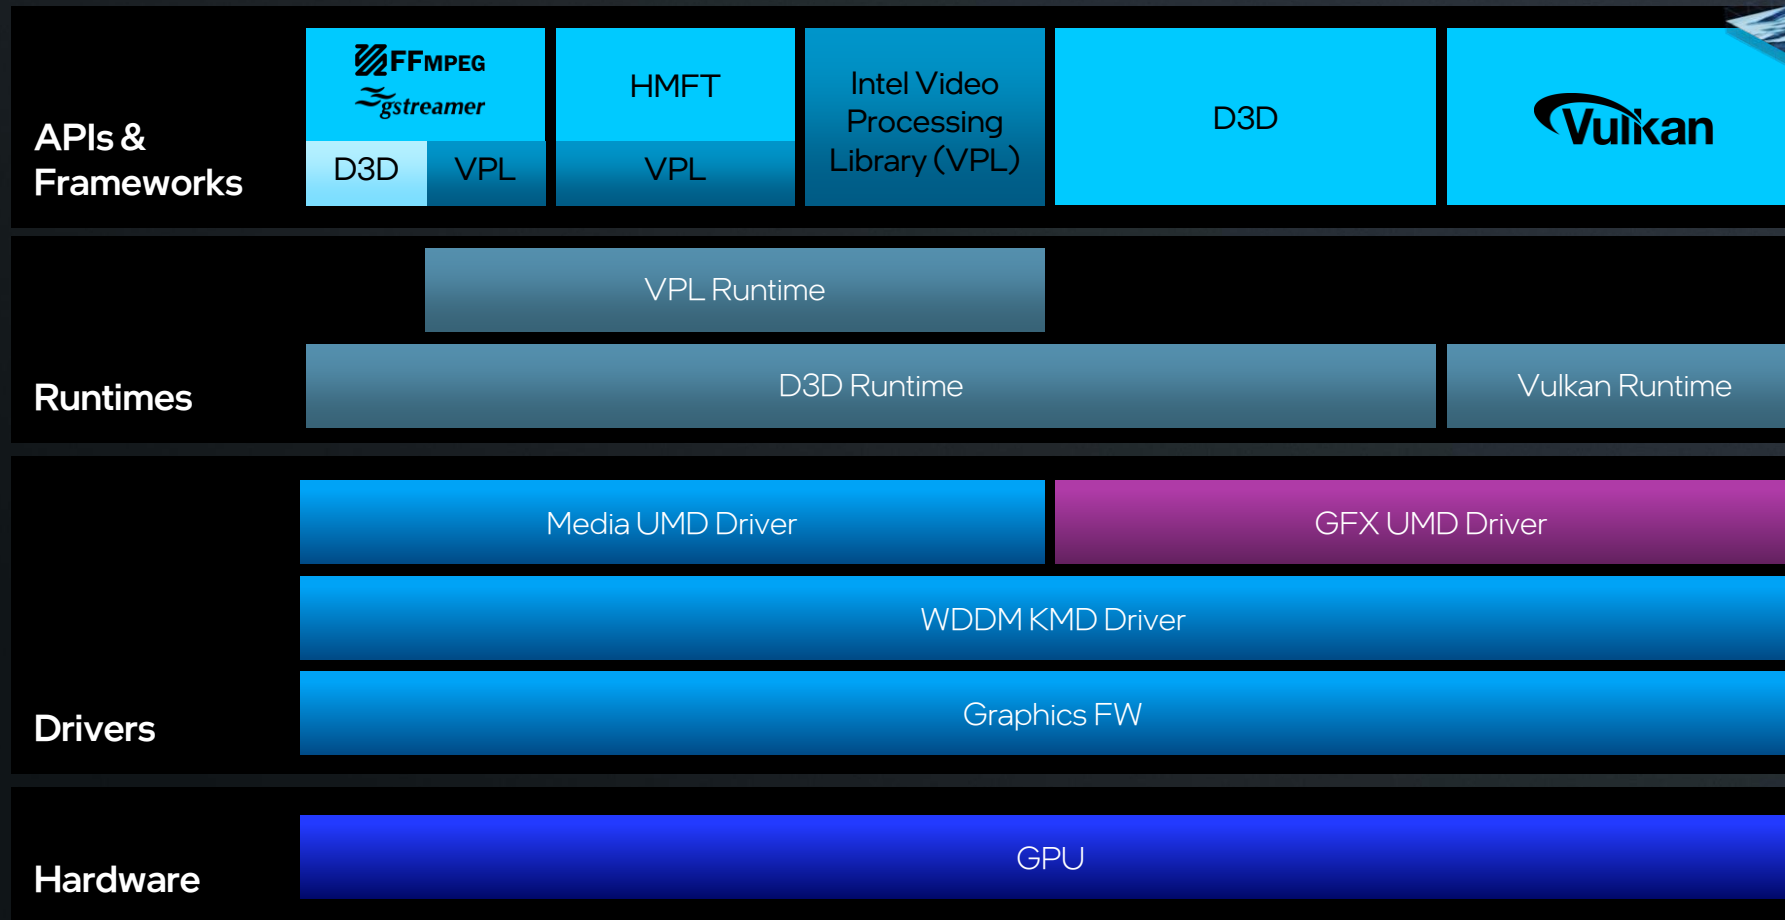 APIs &
Frameworks
FFMPEG
gstreamer
D3D
VPL
HMFT
VPL
Intel Video
Processing
Library (VPL)
D3D
Vulkan
Runtimes
VPL Runtime
D3D Runtime
Vulkan Runtime
Drivers
Media UMD Driver
GFX UMD Driver
WDDM KMD Driver
Graphics FW
Hardware
GPU